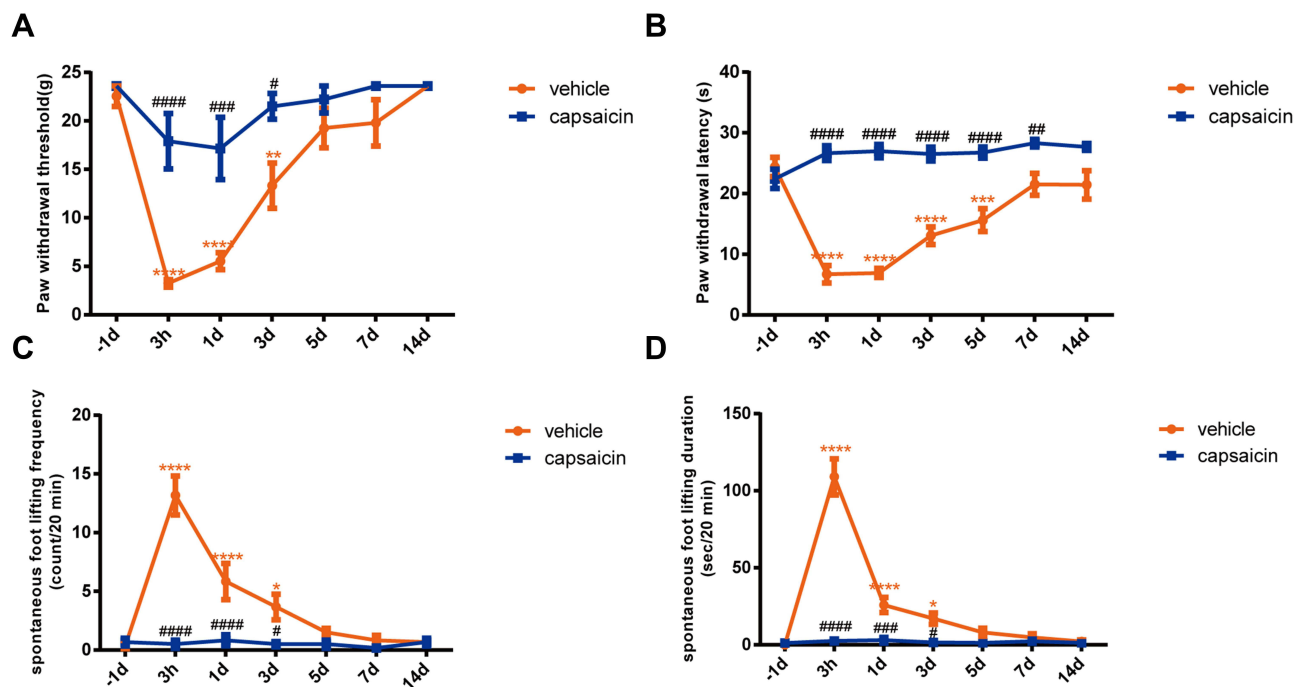 A
Paw withdrawal threshold(g)
25
20
15
10
5
0
####
###
#
**
****
****
-1d
3h
1d
3d
5d
7d
14d
vehicle
capsaicin
B
Paw withdrawal latency (s)
40
30
20
10
0
####
####
####
####
##
****
****
****
***
-1d
3h
1d
3d
5d
7d
14d
vehicle
capsaicin
C
spontaneous foot lifting frequency
(count/20 min)
20
15
10
5
0
****
****
*
####
####
#
-1d
3h
1d
3d
5d
7d
14d
vehicle
capsaicin
D
spontaneous foot lifting duration
(sec/20 min)
150
100
50
0
****
****
*
####
###
#
-1d
3h
1d
3d
5d
7d
14d
vehicle
capsaicin